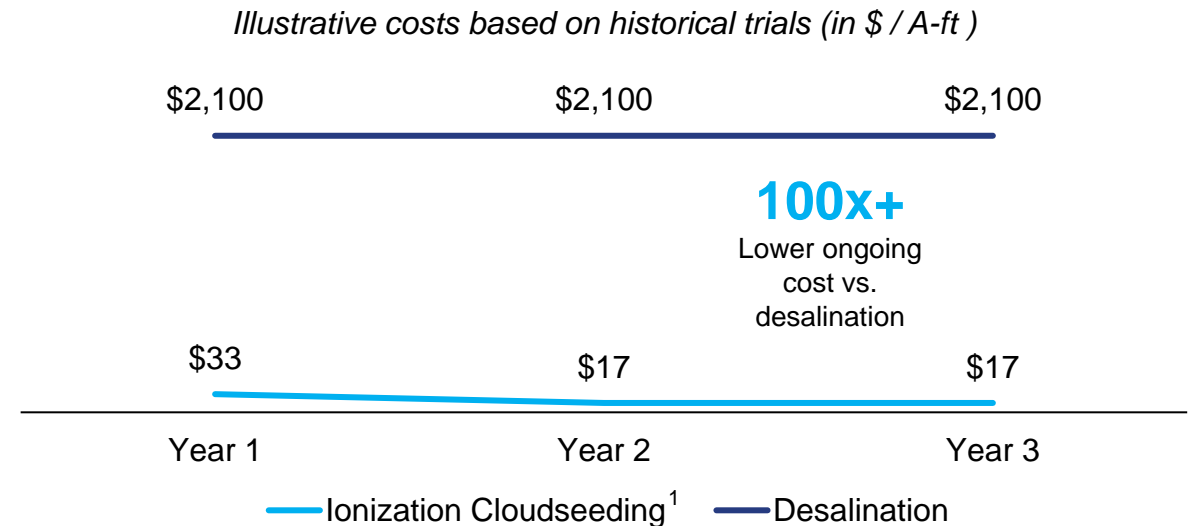 Illustrative costs based on historical trials (in $ / A-ft )
$2,100 $2,100 $2,100
100x+
Lower ongoing
cost vs.
desalination
$33 $17 $17
Year 1 Year 2 Year 3
Ionization Cloudseeding1 Desalination